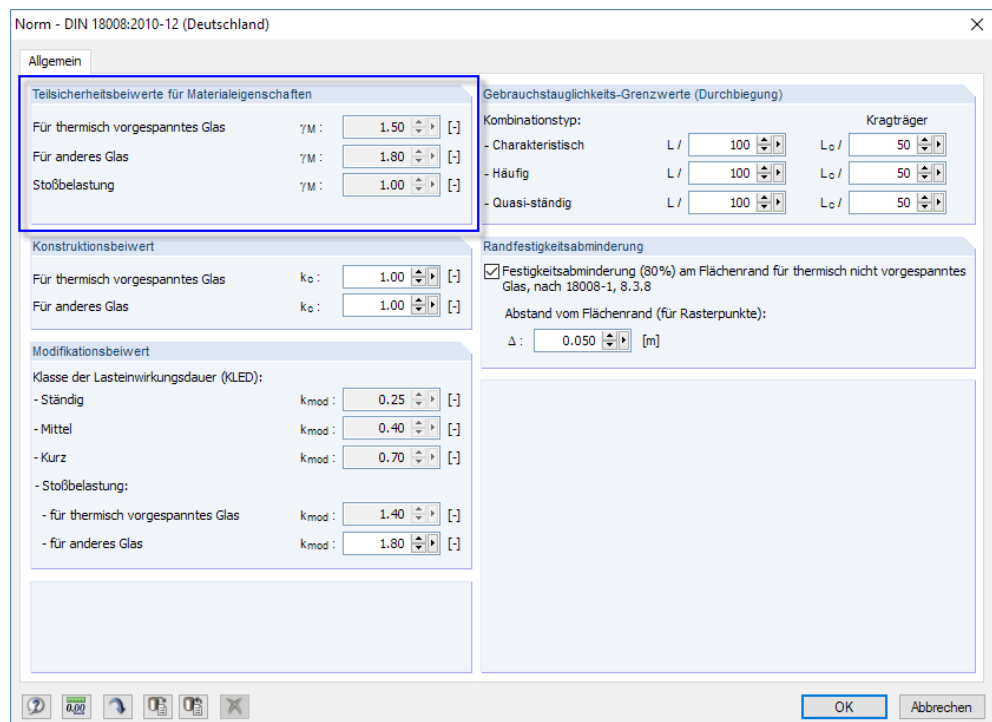 Norm - DIN 18008:2010-12 (Deutschland)
Allgemein
Teilsicherheitsbeiwerte für Materialeigenschaften
Für thermisch vorgespanntes Glas γM : 1.50 [-]
Für anderes Glas γM : 1.80 [-]
Stoßbelastung γM : 1.00 [-]
Konstruktionsbeiwert
Für thermisch vorgespanntes Glas kc : 1.00 [-]
Für anderes Glas kc : 1.00 [-]
Modifikationsbeiwert
Klasse der Lasteinwirkungsdauer (KLED):
- Ständig kmod : 0.25 [-]
- Mittel kmod : 0.40 [-]
- Kurz kmod : 0.70 [-]
- Stoßbelastung:
- für thermisch vorgespanntes Glas kmod : 1.40 [-]
- für anderes Glas kmod : 1.80 [-]
Gebrauchstauglichkeits-Grenzwerte (Durchbiegung)
Kombinationstyp: Kragträger
- Charakteristisch L / 100 Lc / 50
- Häufig L / 100 Lc / 50
- Quasi-ständig L / 100 Lc / 50
Randfestigkeitsabminderung
Festigkeitsabminderung (80%) am Flächenrand für thermisch nicht vorgespanntes
Glas, nach 18008-1, 8.3.8
Abstand vom Flächenrand (für Rasterpunkte):
Δ : 0.050 [m]
0.00
OK Abbrechen